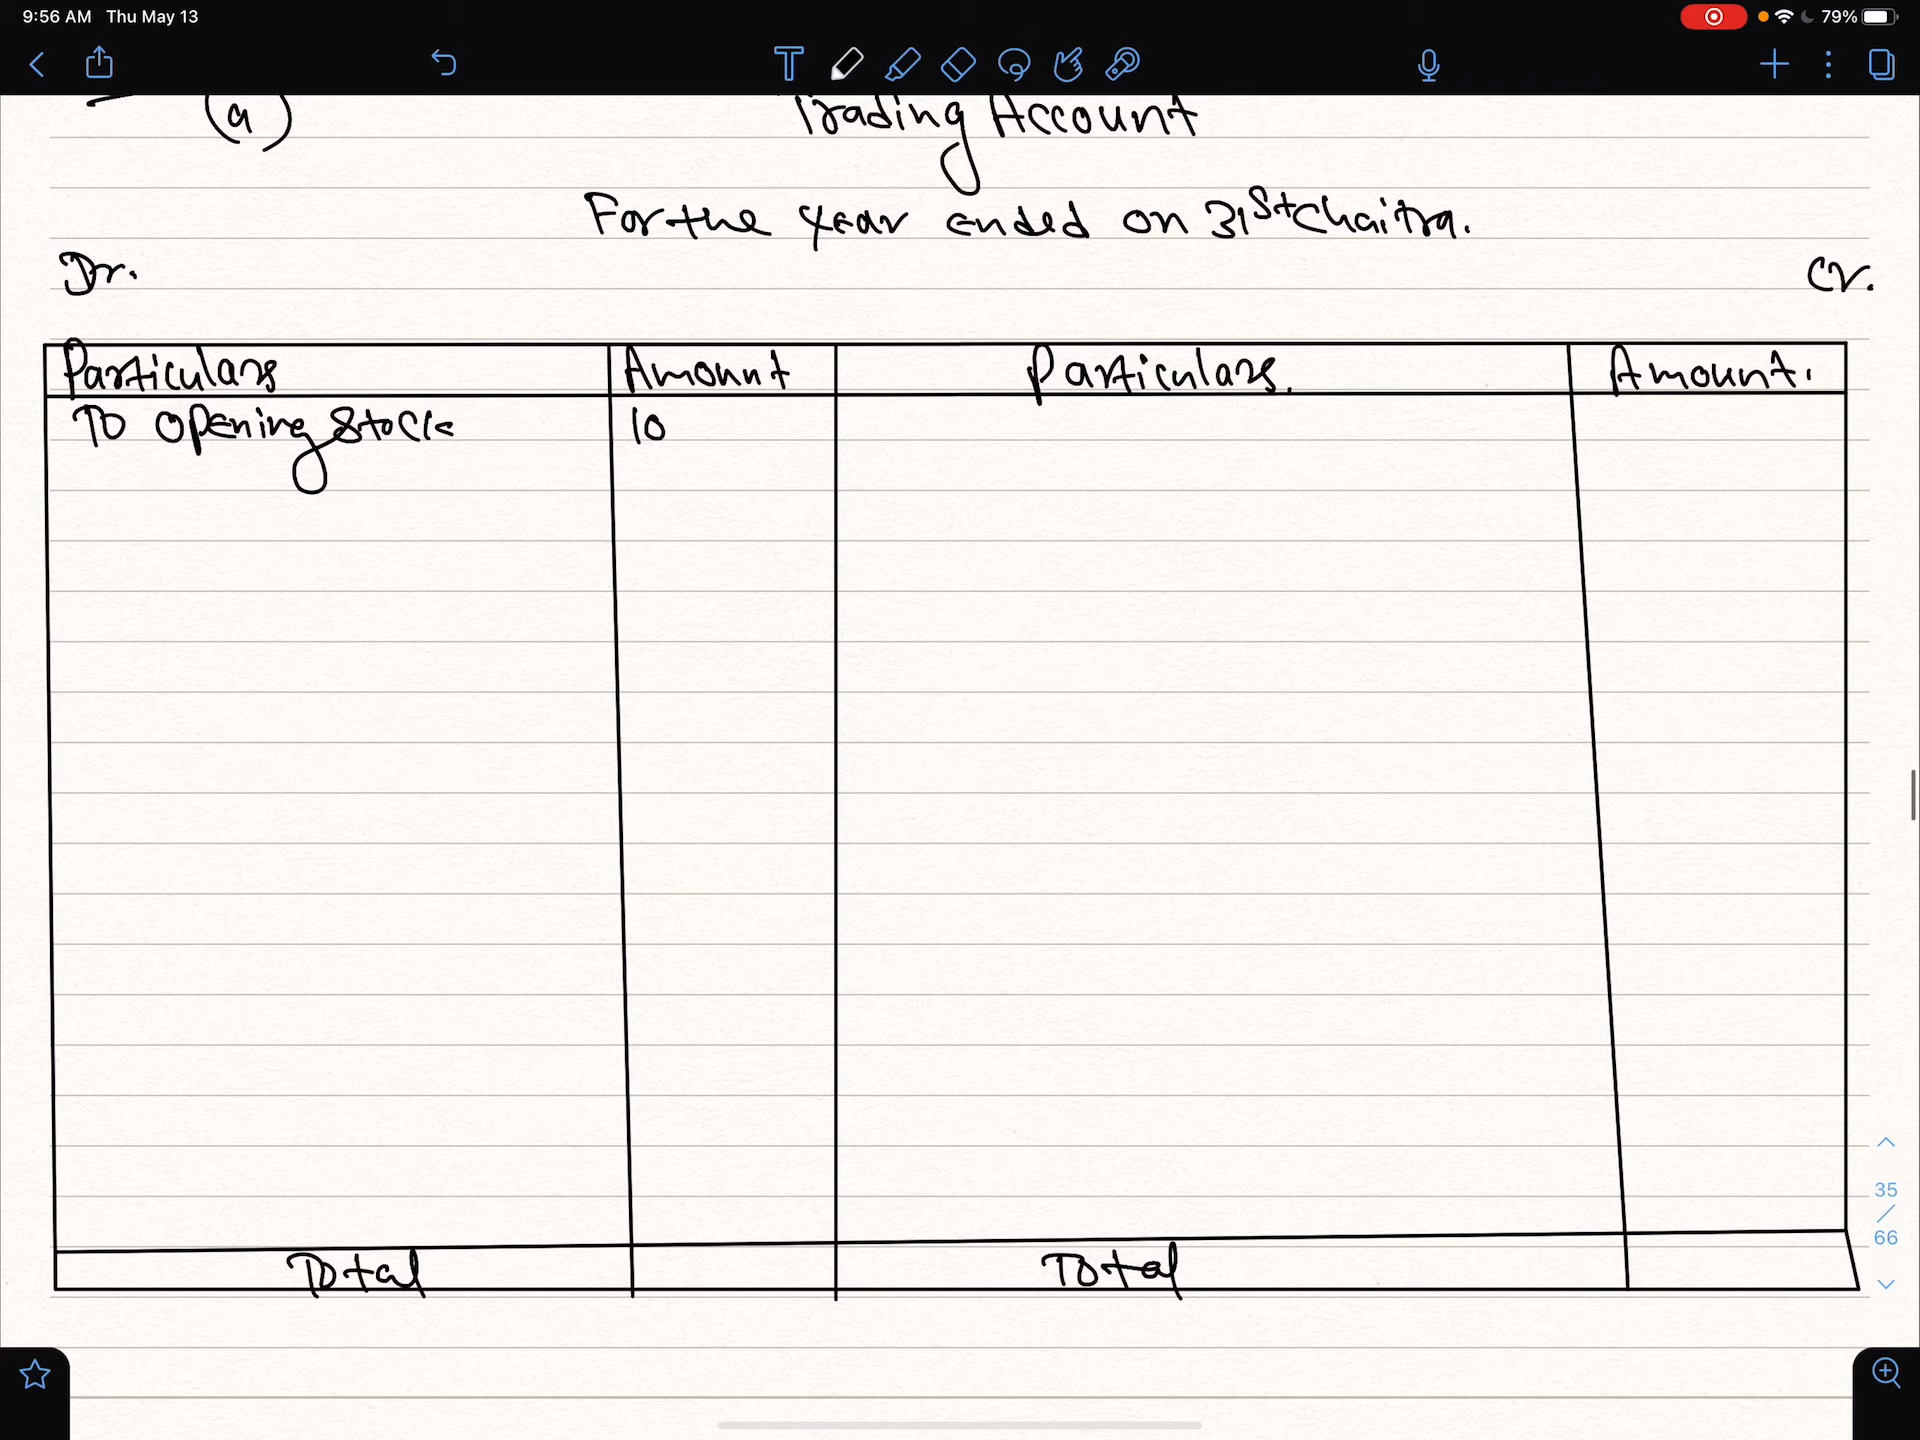 9:56 AM Thu May 13
79%
(a) Trading Account
For the year ended on 31st Chaitra.
Dr. Cr.
Particulars Amount Particulars. Amount.
To Opening Stock 10
35
/
66
Total Total